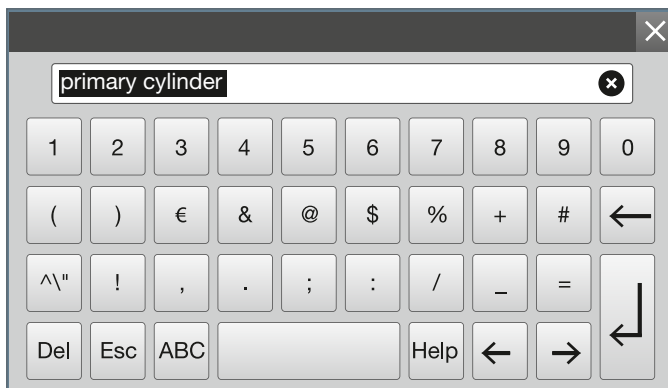 primary cylinder
1 2 3 4 5 6 7 8 9 0
( ) € & @ $ % + #
^\" ! , . ; : / _ =
Del Esc ABC Help